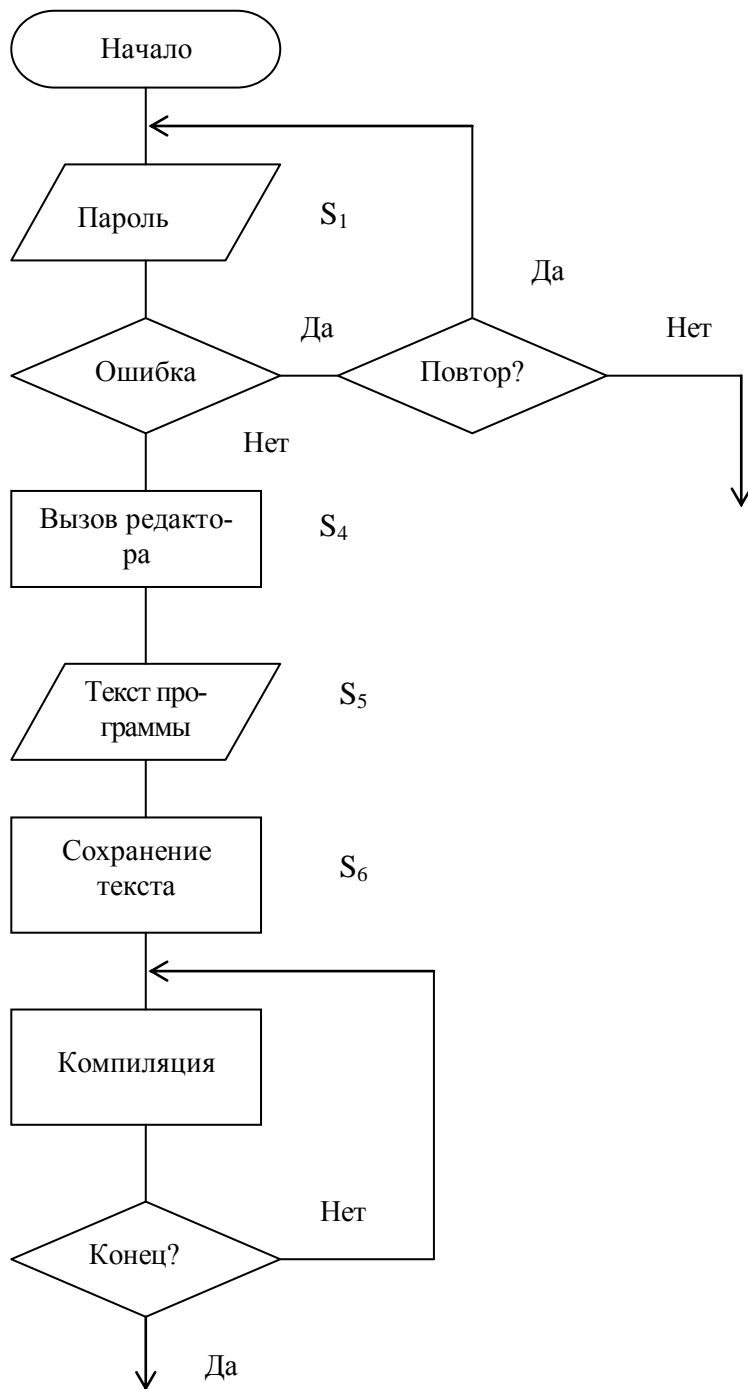 Начало
Пароль
S₁
Да
Да
Нет
Ошибка
Повтор?
Нет
Вызов редакто-
ра
S₄
Текст про-
граммы
S₅
Сохранение
текста
S₆
Компиляция
Нет
Конец?
Да